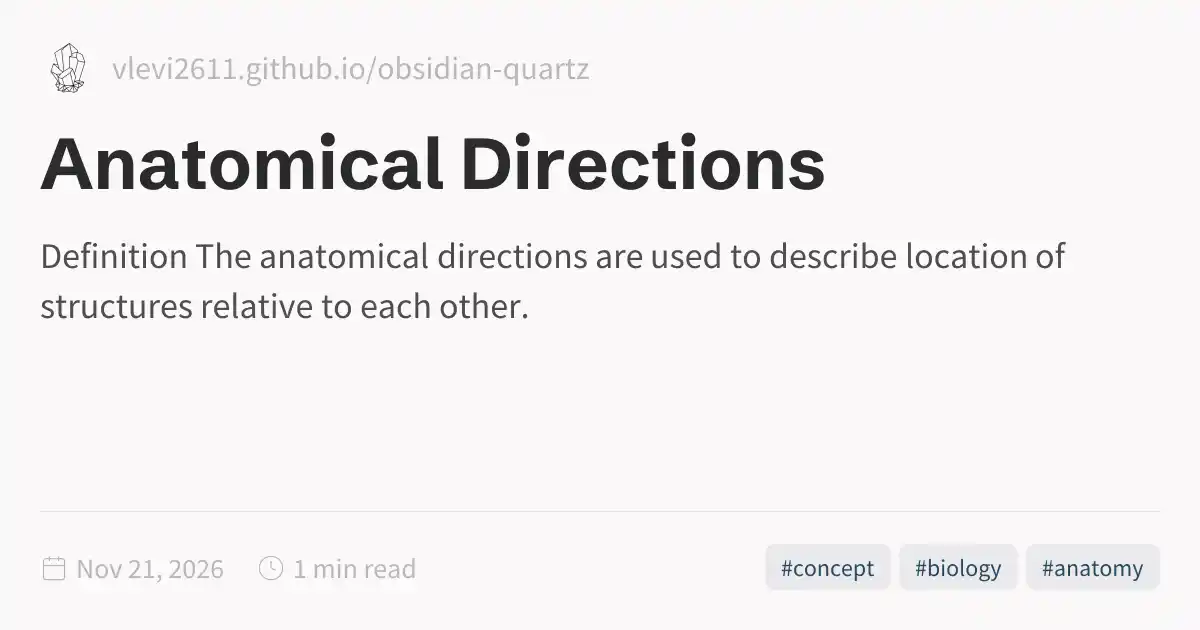 vlevi2611.github.io/obsidian-quartz
Anatomical Directions
Definition The anatomical directions are used to describe location of
structures relative to each other.
Nov 21, 2026 1 min read #concept #biology #anatomy